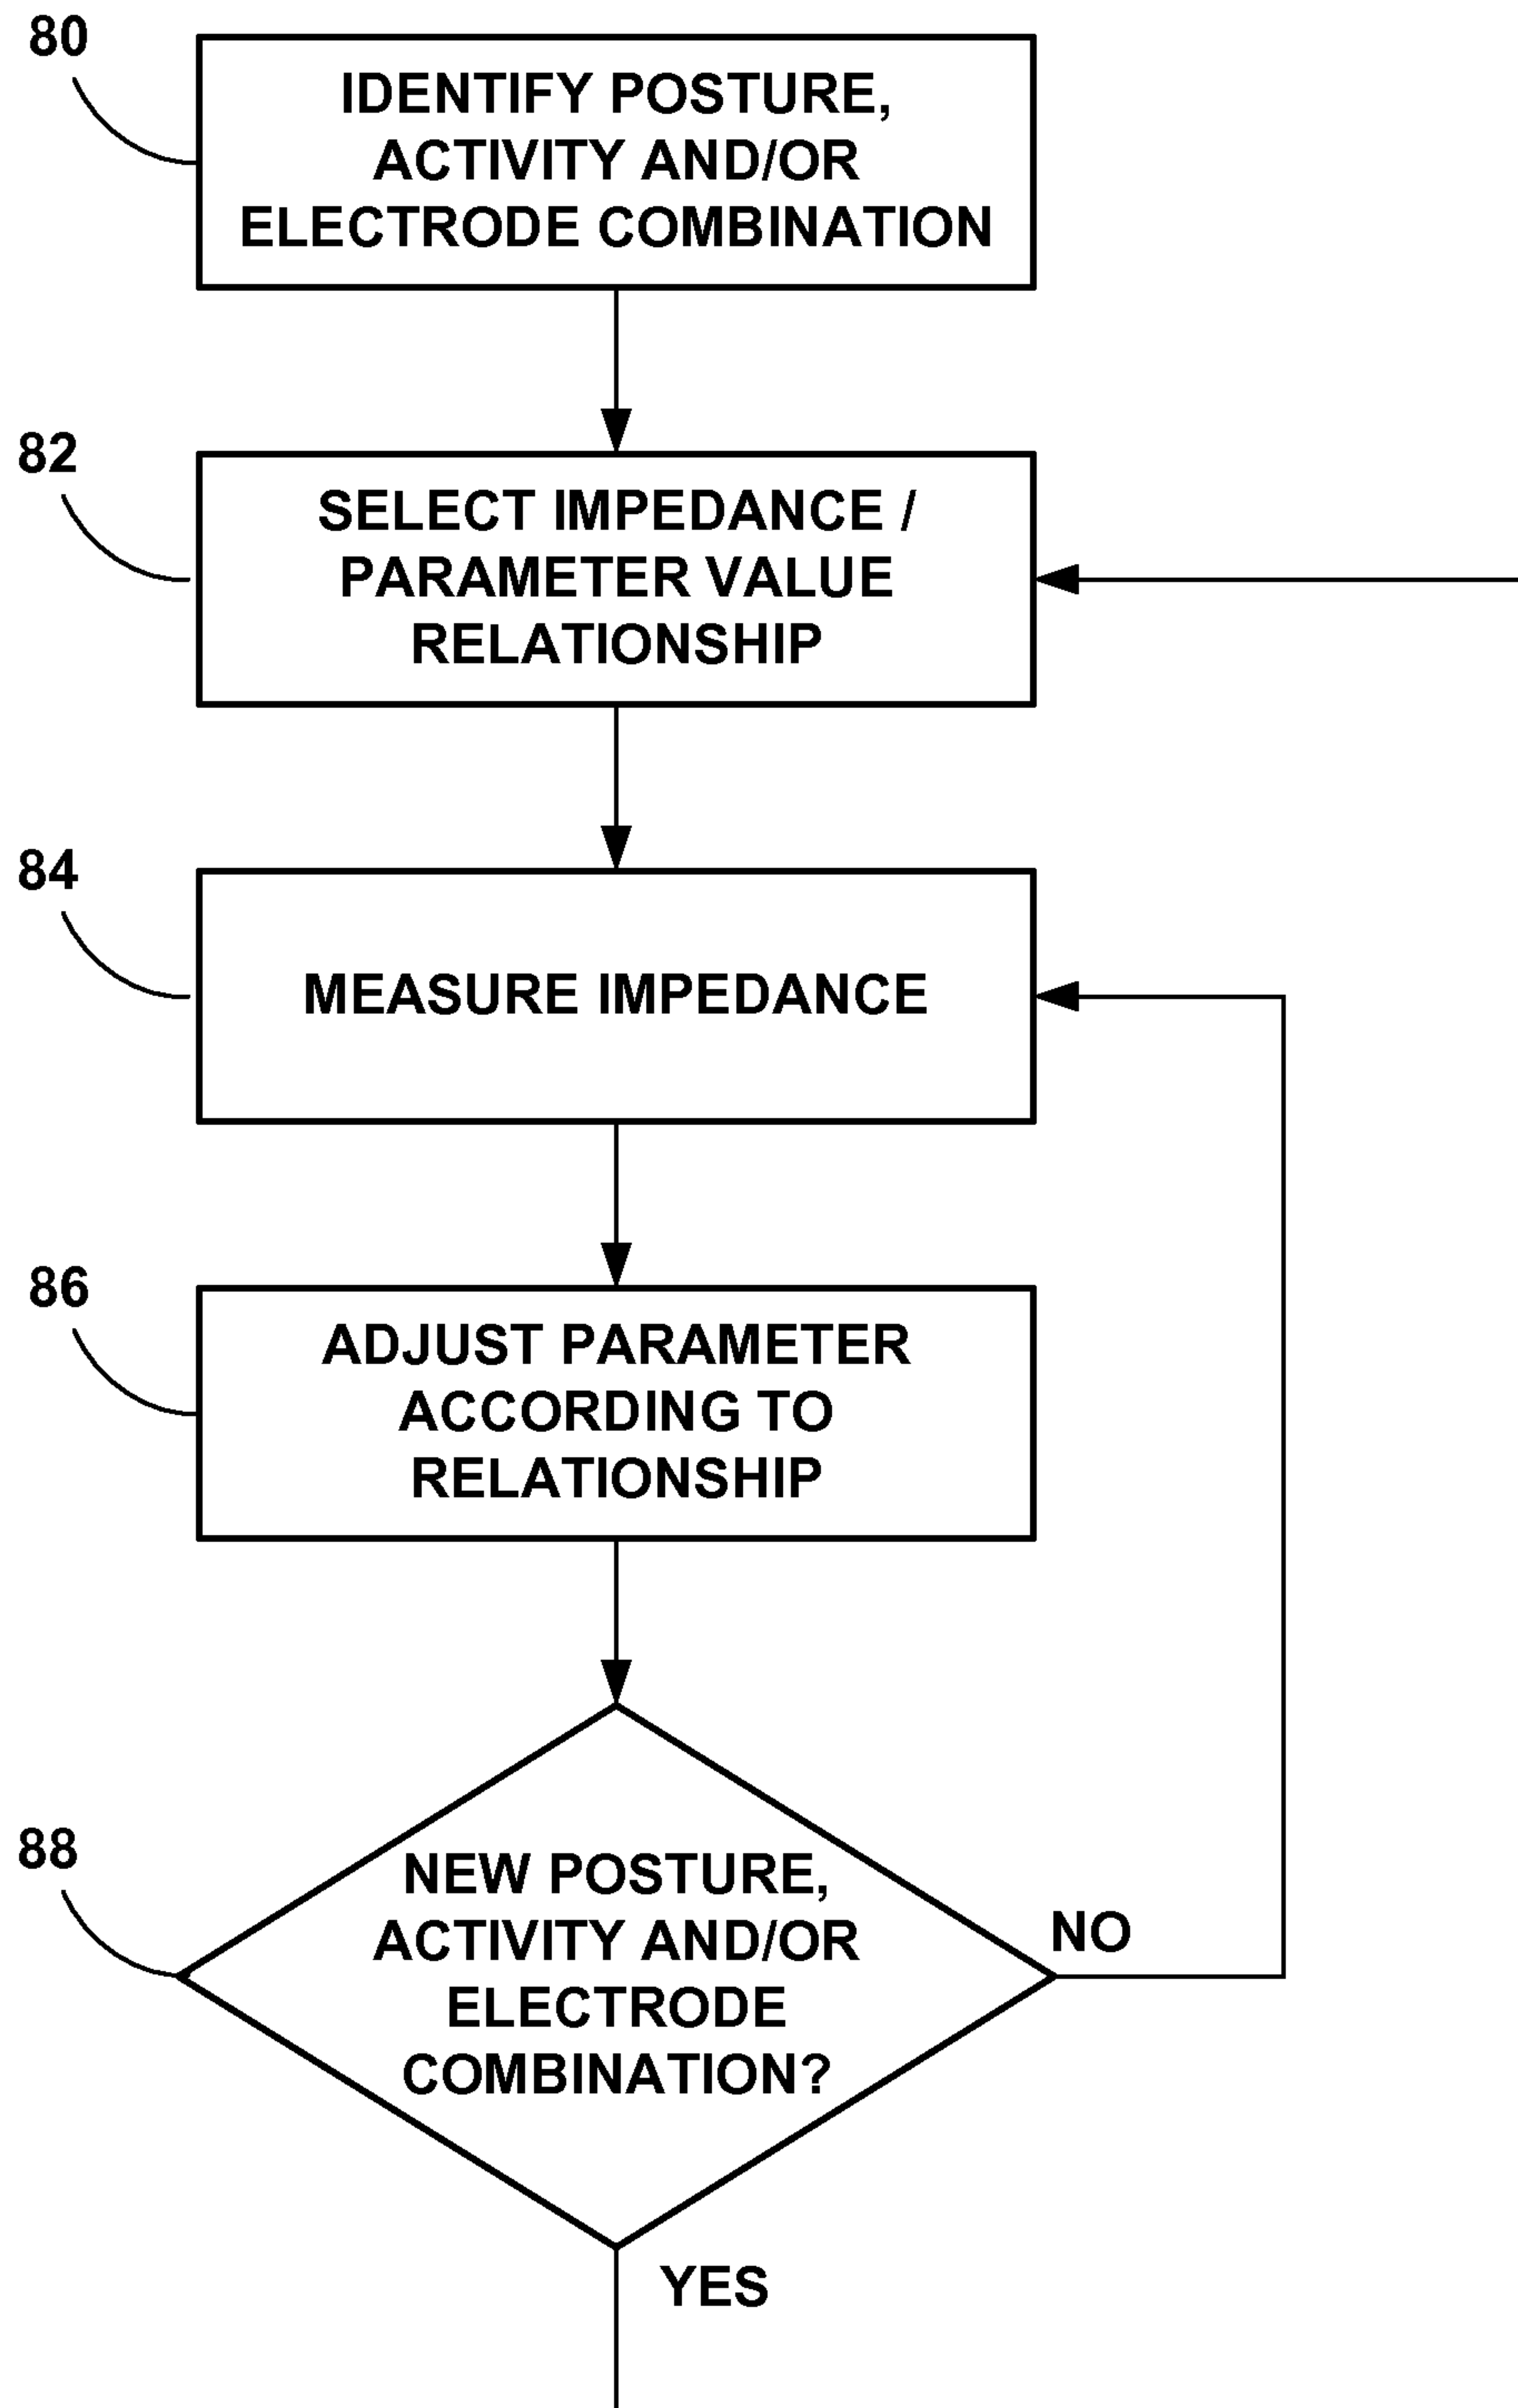 80
IDENTIFY POSTURE,
ACTIVITY AND/OR
ELECTRODE COMBINATION
82
SELECT IMPEDANCE /
PARAMETER VALUE
RELATIONSHIP
84
MEASURE IMPEDANCE
86
ADJUST PARAMETER
ACCORDING TO
RELATIONSHIP
88
NEW POSTURE,
ACTIVITY AND/OR
ELECTRODE
COMBINATION?
NO
YES